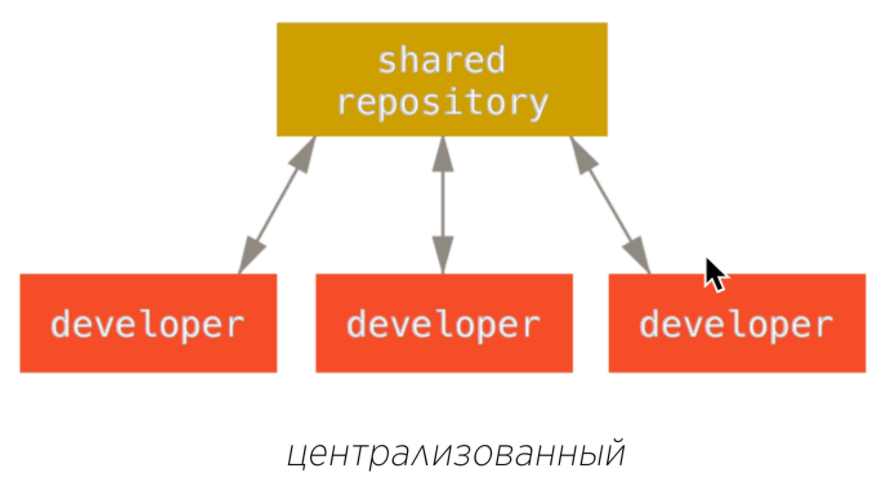 shared
repository
developer developer developer
централизованный